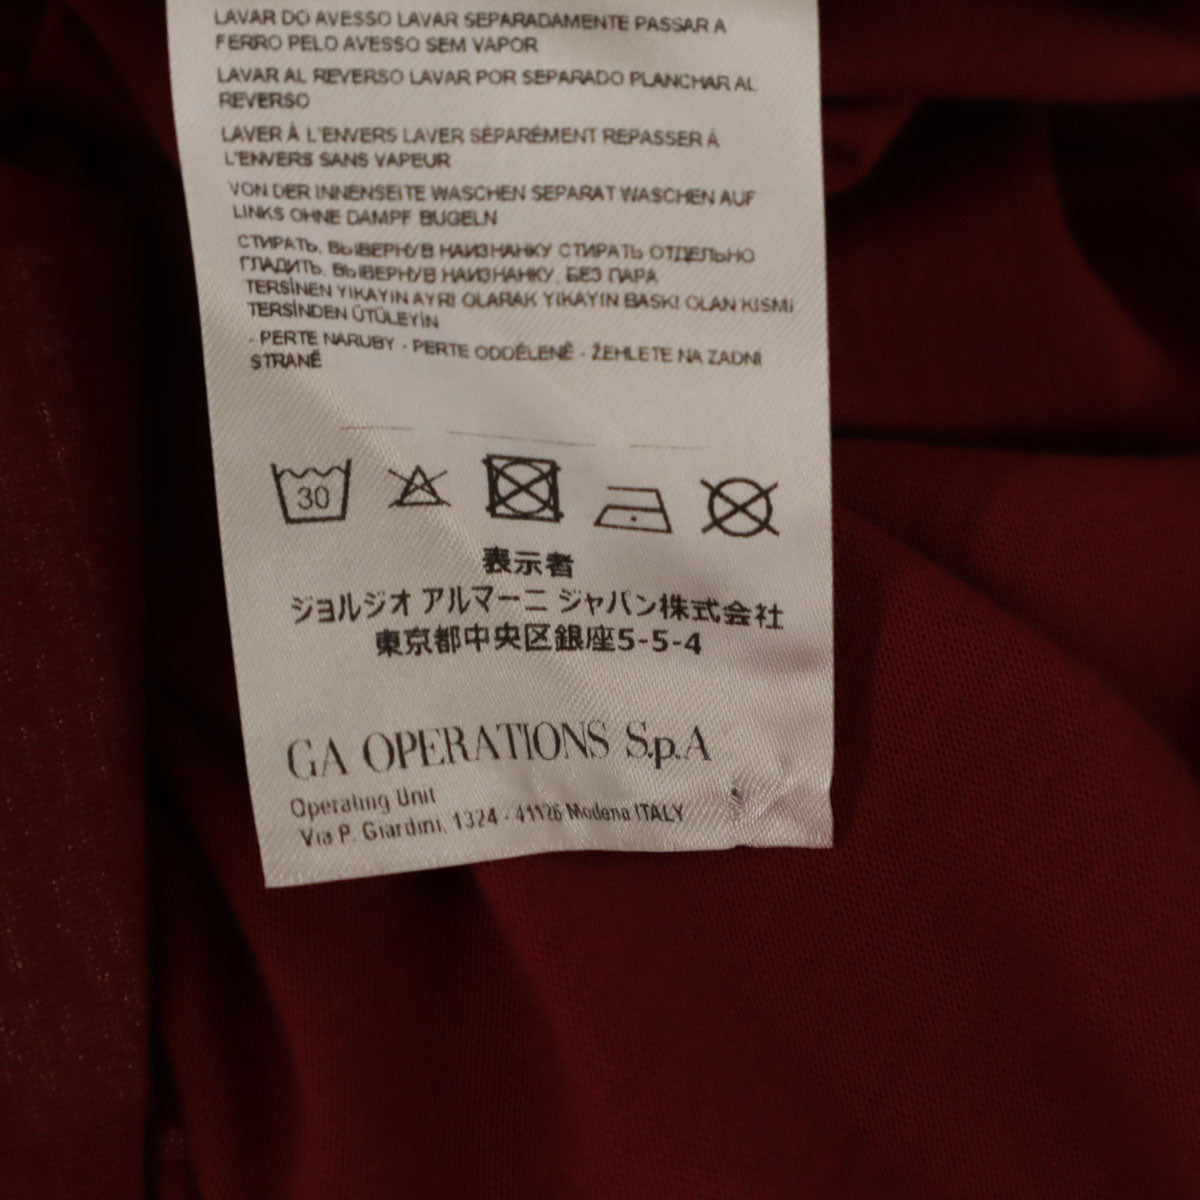 LAVAR DO AVESSO LAVAR SEPARADAMENTE PASSAR A
FERRO PELO AVESSO SEM VAPOR
LAVAR AL REVERSO LAVAR POR SEPARADO PLANCHAR AL
REVERSO
LAVER À L'ENVERS LAVER SÉPARÉMENT REPASSER À
L'ENVERS SANS VAPEUR
VON DER INNENSEITE WASCHEN SEPARAT WASCHEN AUF
LINKS OHNE DAMPF BUGELN
СТИРАТЬ, ВЫВЕРНУВ НАИЗНАНКУ СТИРАТЬ ОТДЕЛЬНО
ГЛАДИТЬ, ВЫВЕРНУВ НАИЗНАНКУ, БЕЗ ПАРА
TERSİNEN YIKAYIN AYRI OLARAK YIKAYIN BASKI OLAN KISMI
TERSİNDEN ÜTÜLEYİN
- PERTE NARUBY - PERTE ODDĚLENĚ - ŽEHLETE NA ZADNÍ
STRANĚ
30
表示者
ジョルジオ アルマーニ ジャパン株式会社
東京都中央区銀座5-5-4
GA OPERATIONS S.p.A
Operating Unit
Via P. Giardini, 1324 - 41126 Modena ITALY